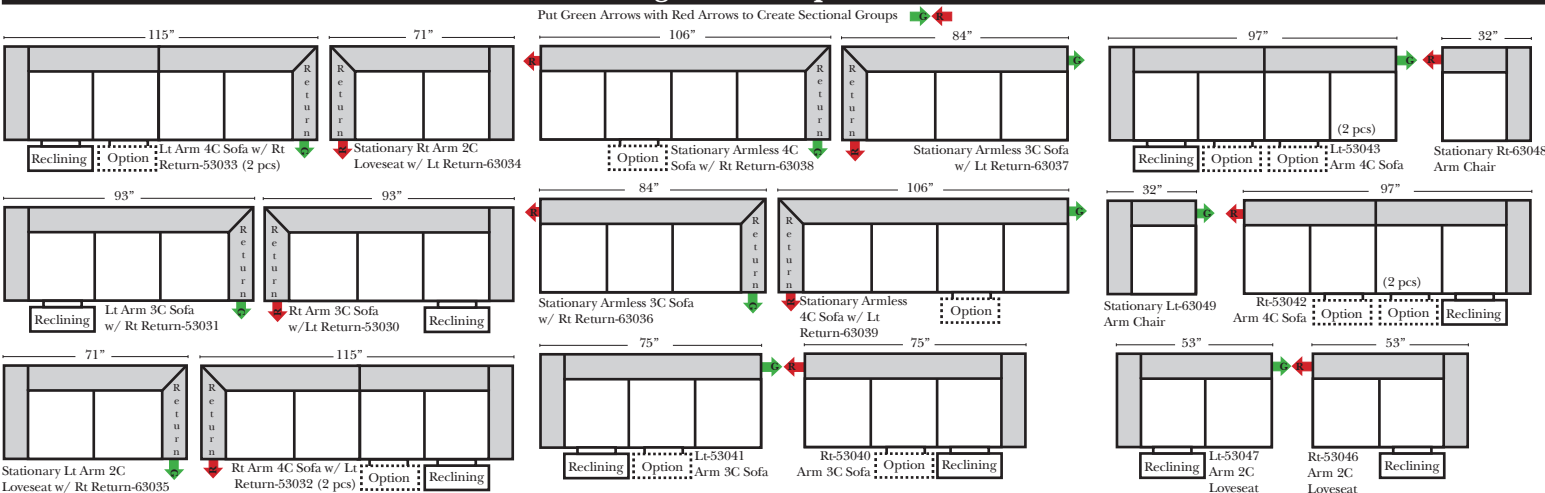 Put Green Arrows with Red Arrows to Create Sectional Groups
G R
115”
71”
106”
84”
97”
32”
Return
Return
R
Return
Return
G
G
R
G
R
G
R
(2 pcs)
Reclining
Option
Lt Arm 4C Sofa w/ Rt
Return-53033 (2 pcs)
Stationary Rt Arm 2C
Loveseat w/ Lt Return-63034
Option
Stationary Armless 4C
Sofa w/ Rt Return-63038
Stationary Armless 3C Sofa
w/ Lt Return-63037
Reclining
Option
Option
Lt-53043
Arm 4C Sofa
Stationary Rt-63048
Arm Chair
93”
93”
84”
106”
32”
97”
Return
Return
R
Return
Return
G
G
R
G
R
G
R
(2 pcs)
Reclining
Lt Arm 3C Sofa
w/ Rt Return-53031
Rt Arm 3C Sofa
w/Lt Return-53030
Reclining
Stationary Armless 3C Sofa
w/ Rt Return-63036
Stationary Armless
4C Sofa w/ Lt
Return-63039
Option
Stationary Lt-63049
Arm Chair
Rt-53042
Arm 4C Sofa
Option
Option
Reclining
71”
115”
75”
75”
53”
53”
Return
Return
G
R
G
R
G
R
Stationary Lt Arm 2C
Loveseat w/ Rt Return-63035
Rt Arm 4C Sofa w/ Lt
Return-53032 (2 pcs)
Option
Reclining
Reclining
Option
Lt-53041
Arm 3C Sofa
Rt-53040
Arm 3C Sofa
Option
Reclining
Reclining
Lt-53047
Arm 2C
Loveseat
Rt-53046
Arm 2C
Loveseat
Reclining